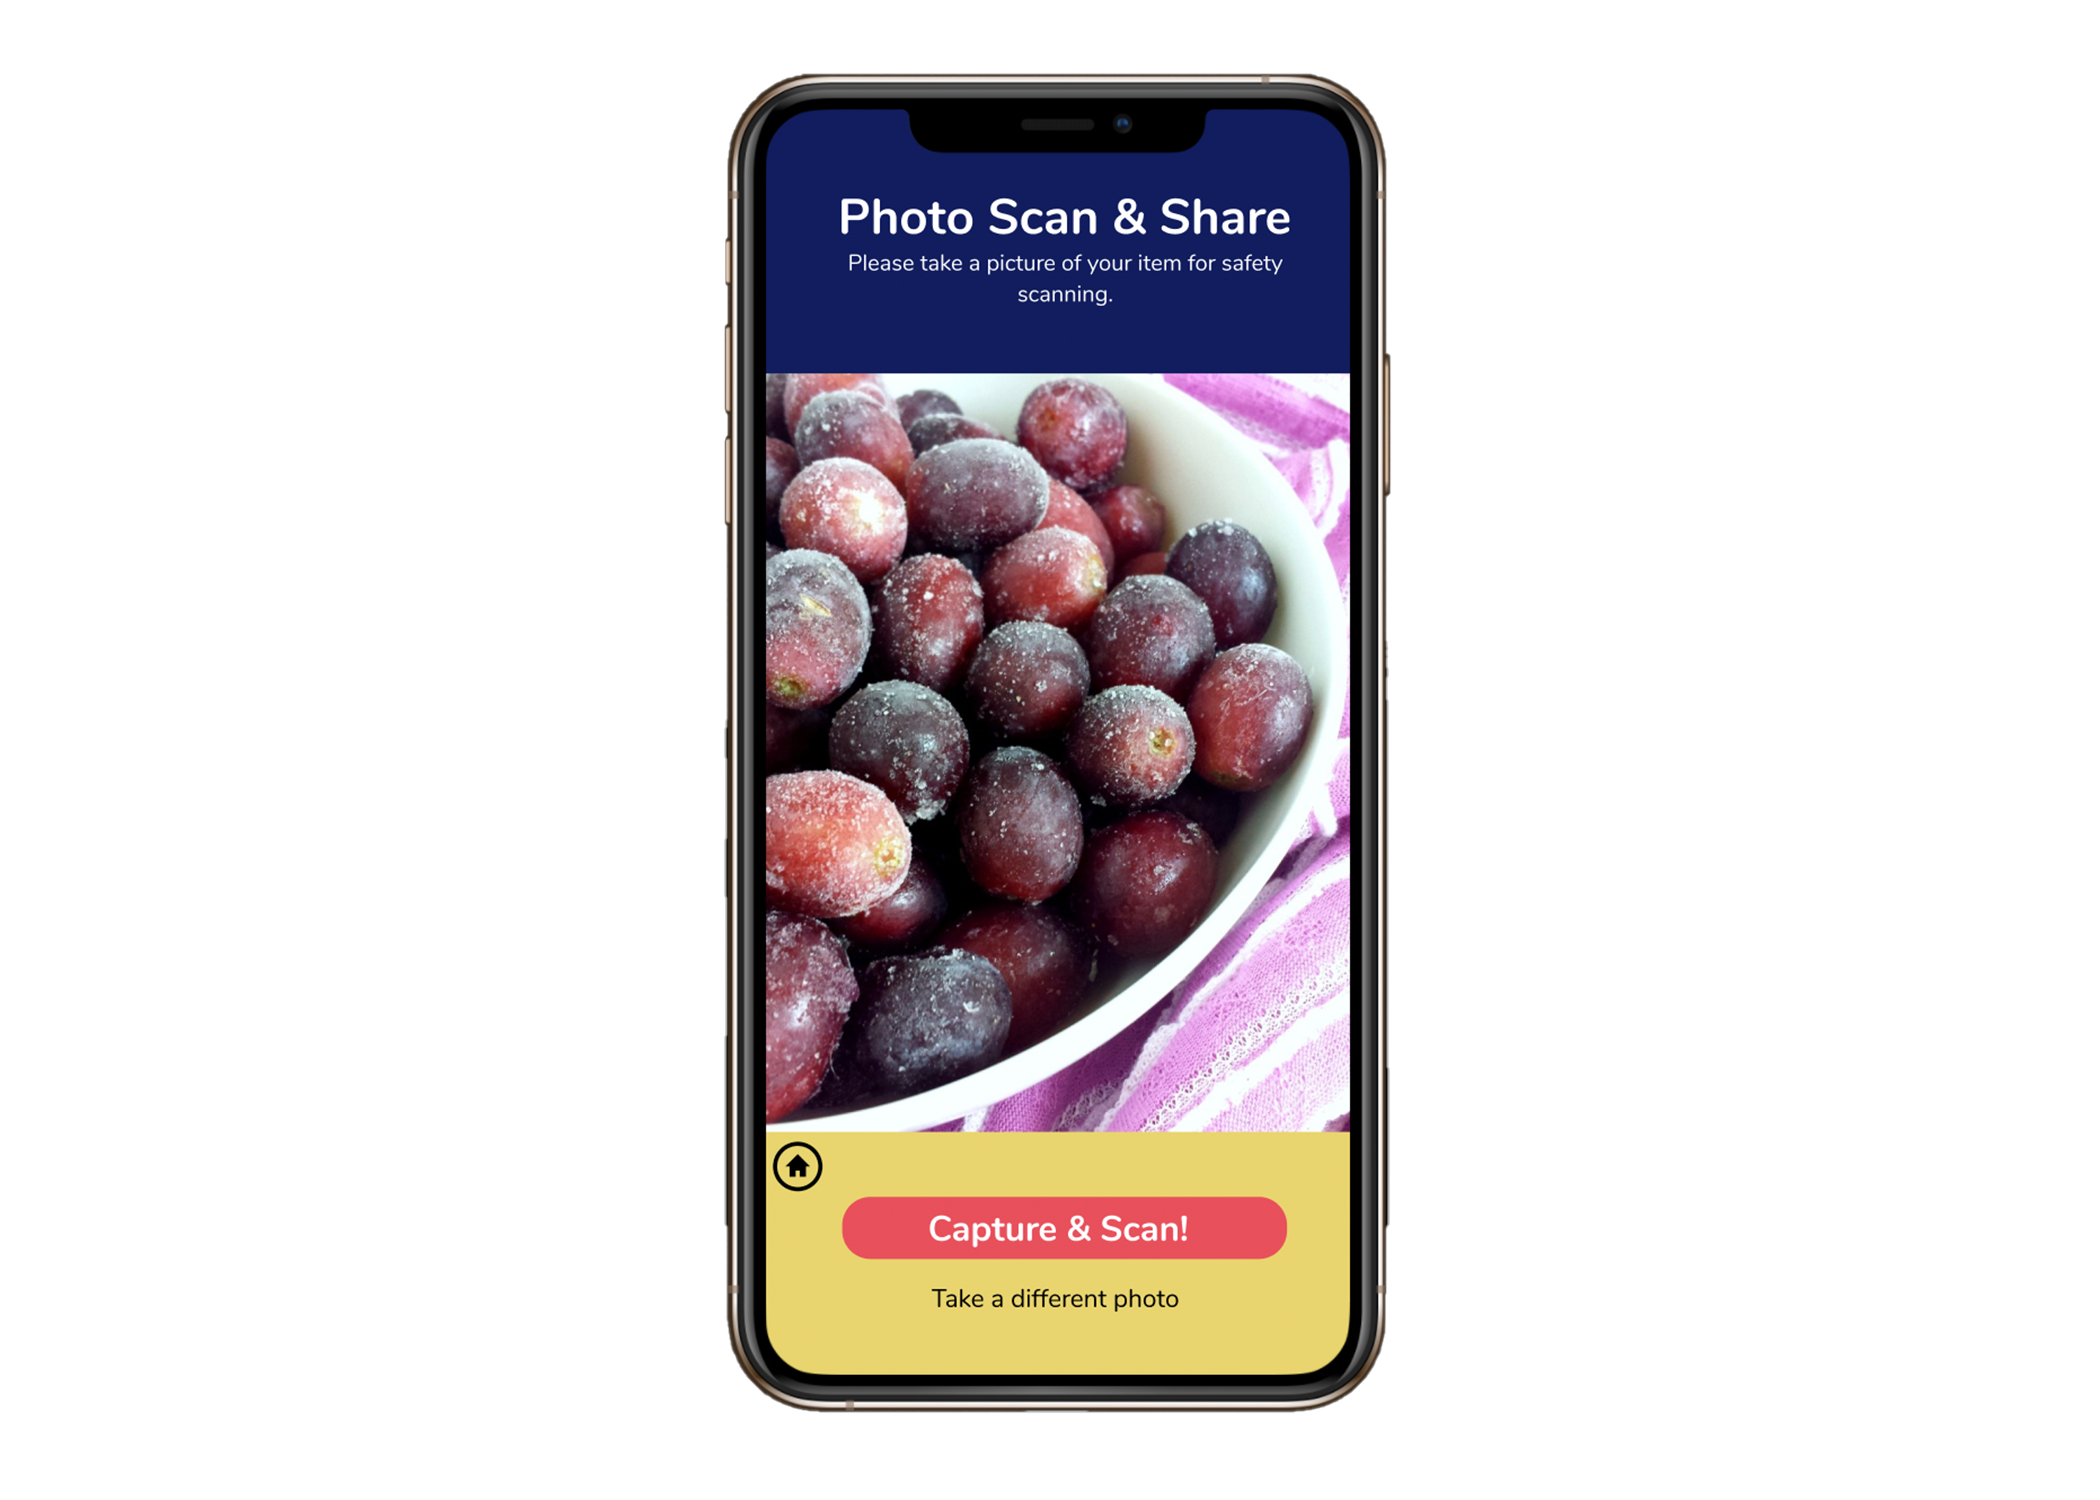 Photo Scan & Share
Please take a picture of your item for safety
scanning.
Capture & Scan!
Take a different photo